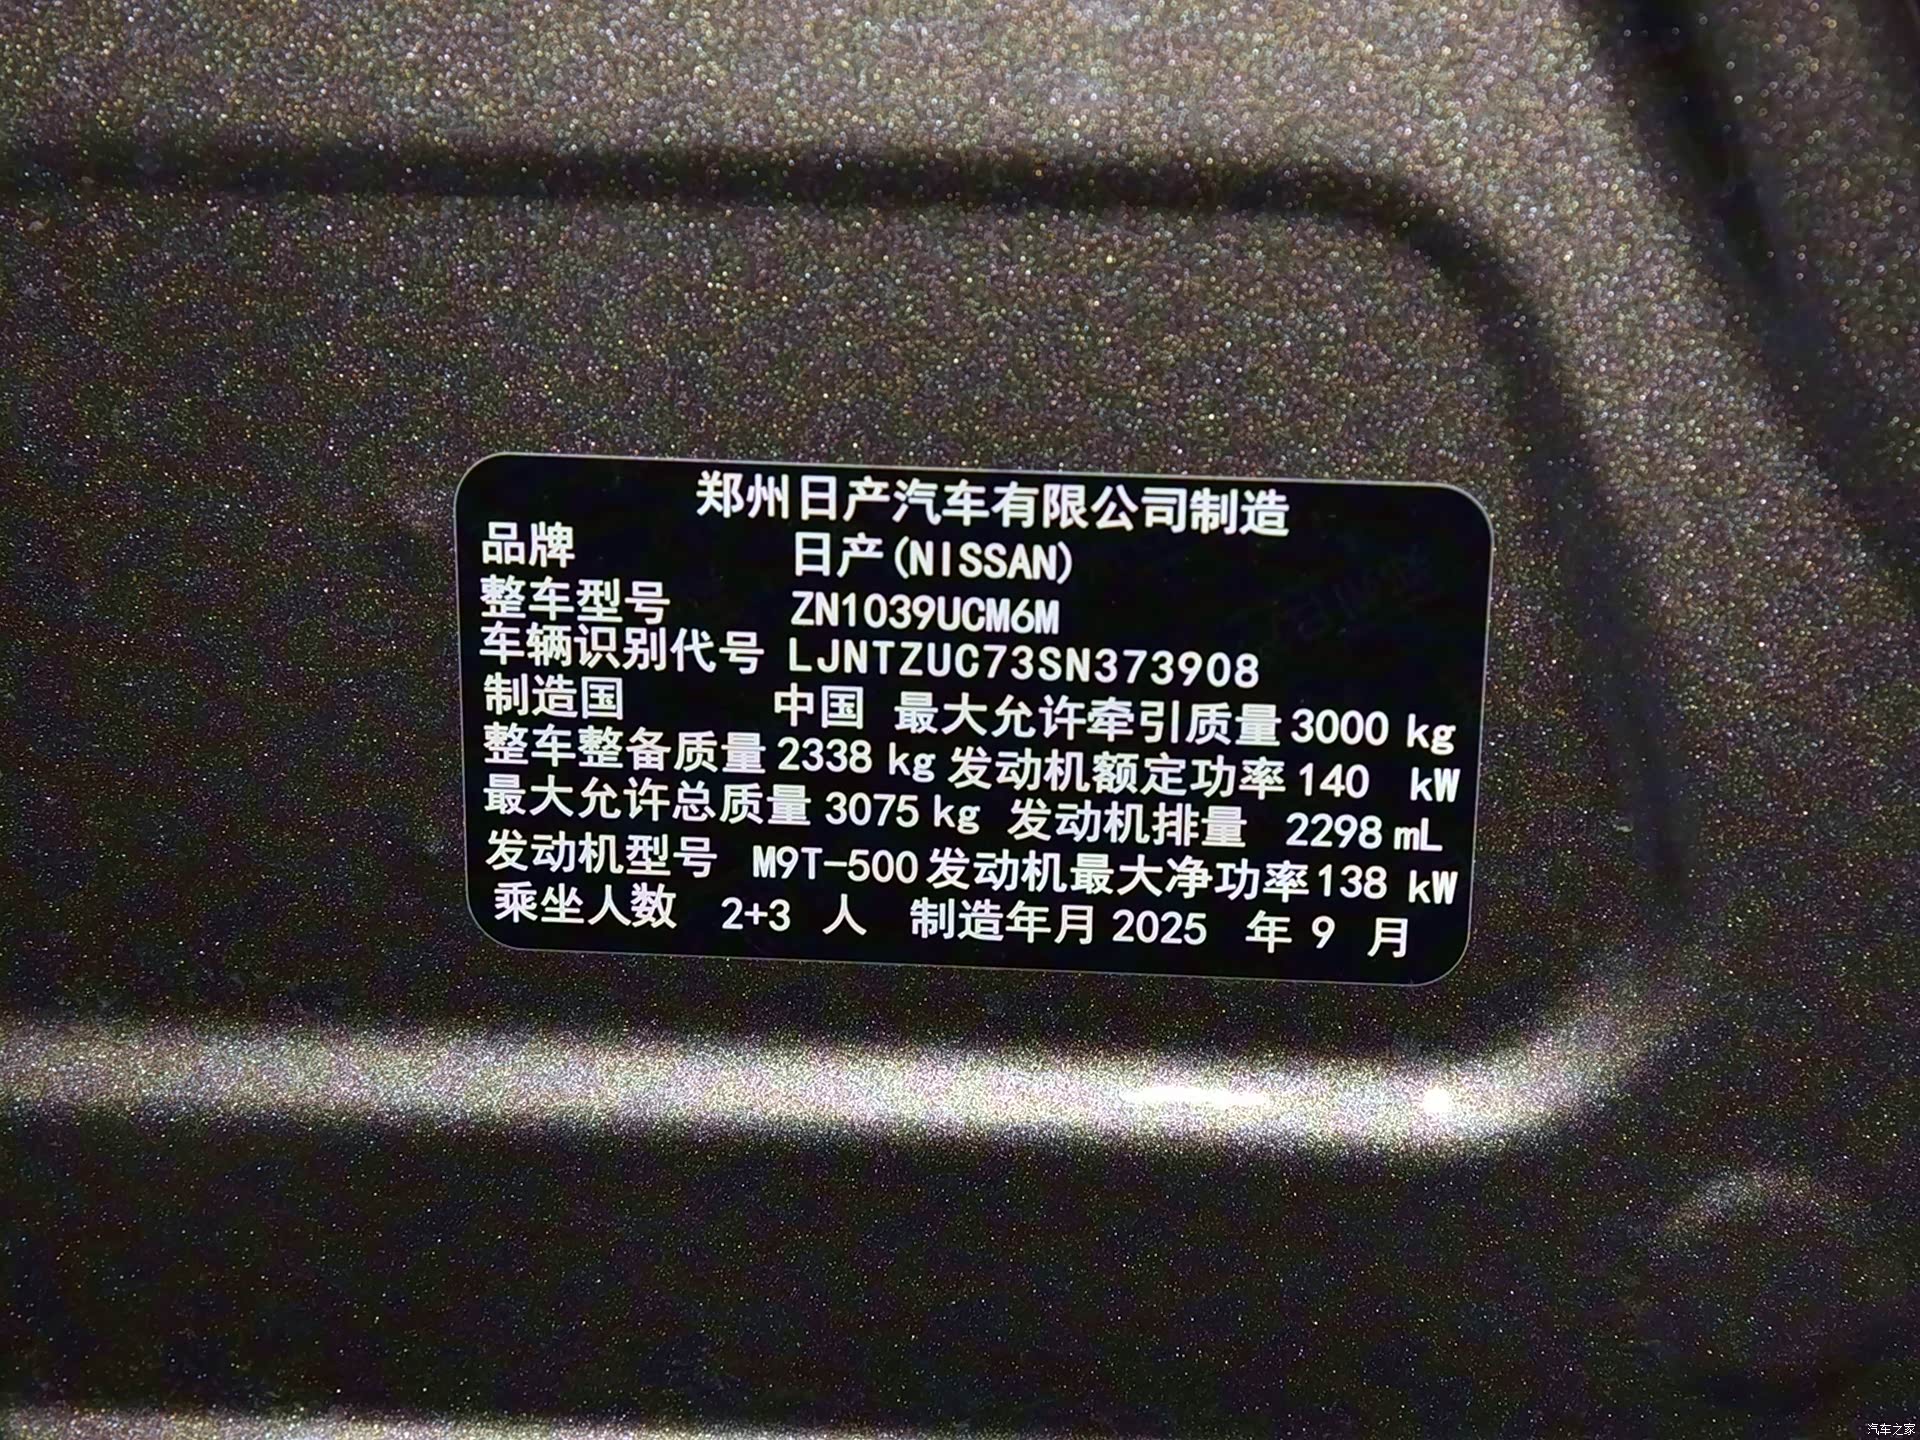 郑州日产汽车有限公司制造
品牌 日产(NISSAN)
整车型号 ZN1039UCM6M
车辆识别代号 LJNTZUC73SN373908
制造国 中国 最大允许牵引质量 3000 kg
整车整备质量 2338 kg 发动机额定功率 140 kW
最大允许总质量 3075 kg 发动机排量 2298 mL
发动机型号 M9T-500 发动机最大净功率 138 kW
乘坐人数 2+3 人 制造年月 2025 年 9 月
汽车之家